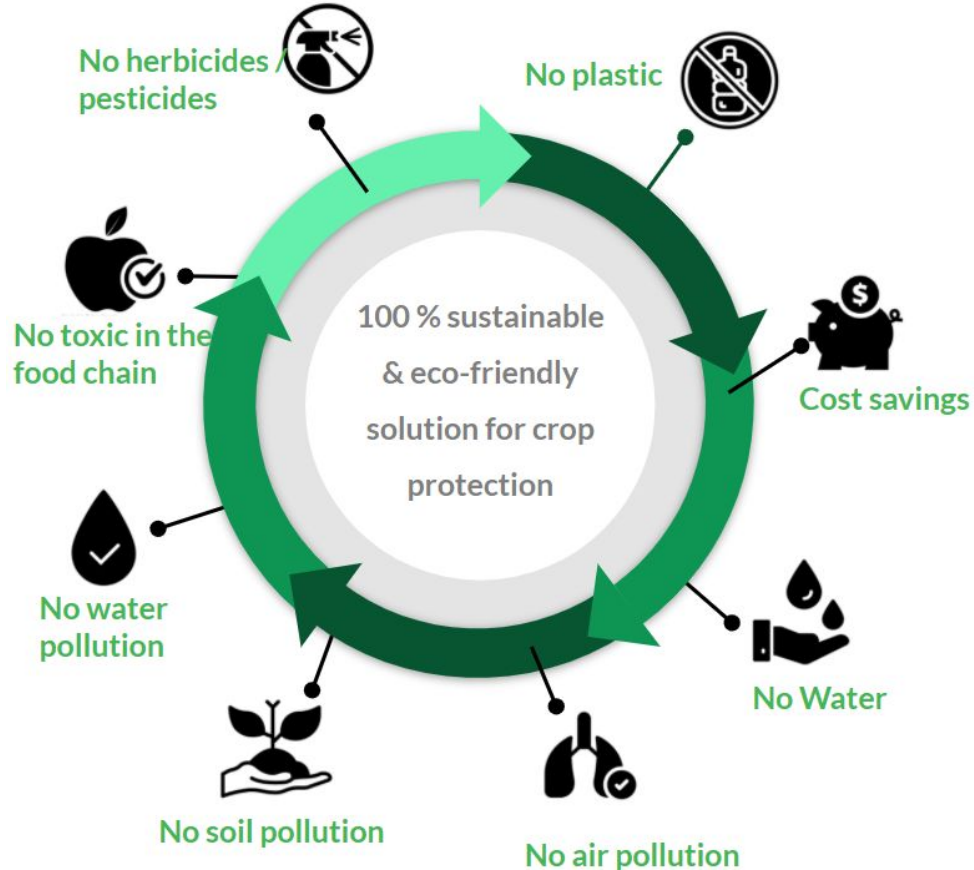 No herbicides /
pesticides
No plastic
No toxic in the
food chain
100 % sustainable
& eco-friendly
solution for crop
protection
$
Cost savings
No water
pollution
No Water
No soil pollution
No air pollution